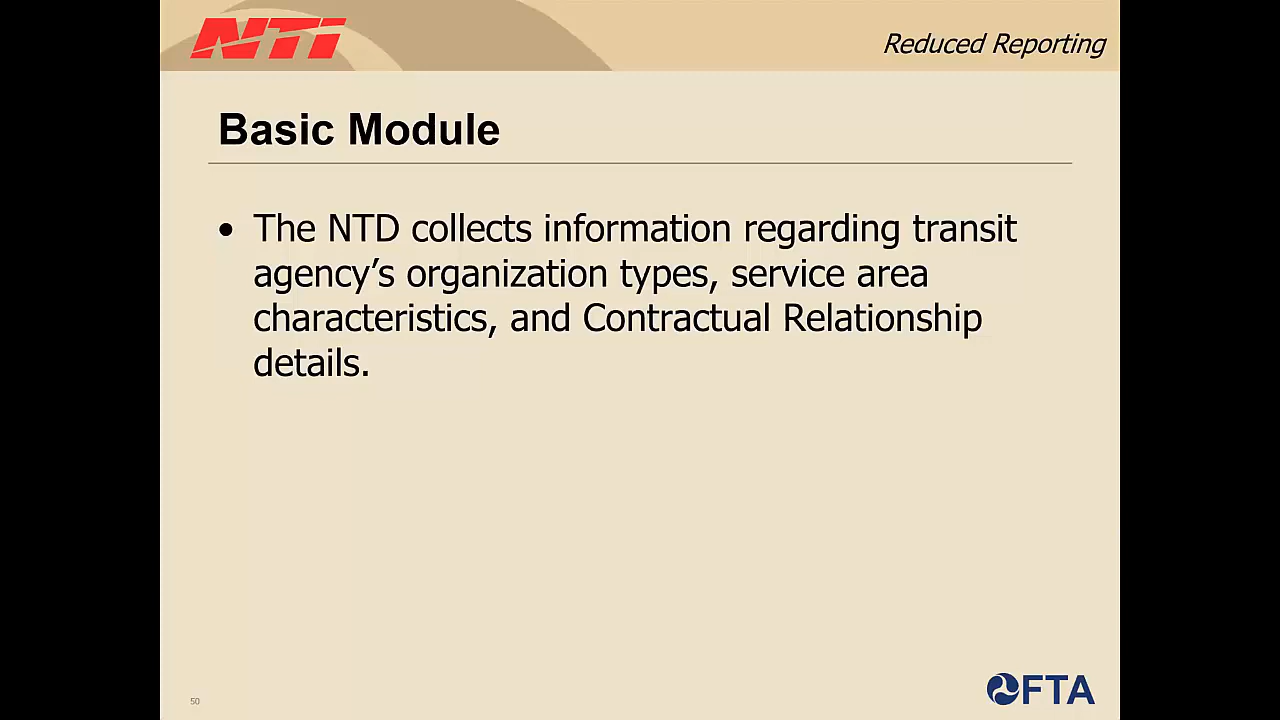 NTI
Reduced Reporting
Basic Module
• The NTD collects information regarding transit
agency’s organization types, service area
characteristics, and Contractual Relationship
details.
50
FTA